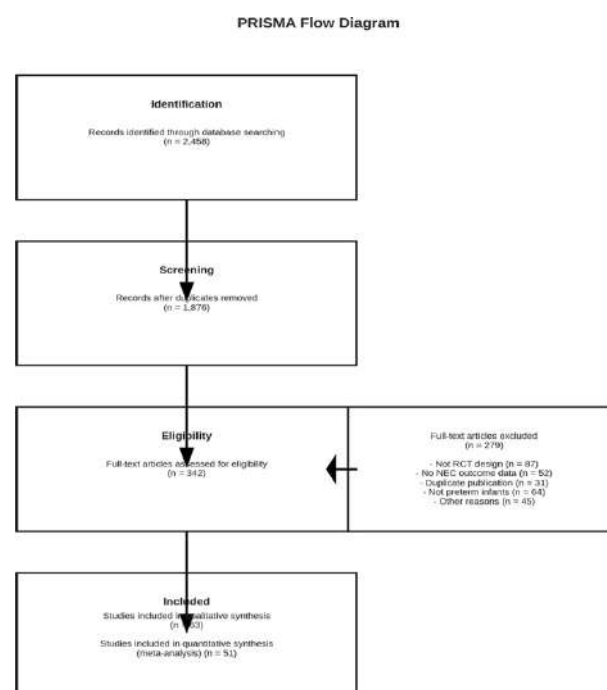 PRISMA Flow Diagram
Identification
Records identified through database searching
(n = 2,458)
Screening
Records after duplicates removed
(n = 1,876)
Eligibility
Full-text articles assessed for eligibility
(n = 342)
Full-text articles excluded
(n = 279)
- Not RCT design (n = 87)
- No NEC outcome data (n = 52)
- Duplicate publication (n = 31)
- Not preterm infants (n = 64)
- Other reasons (n = 45)
Included
Studies included in qualitative synthesis
(n 63)
Studies included in quantitative synthesis
(meta-analysis) (n = 51)